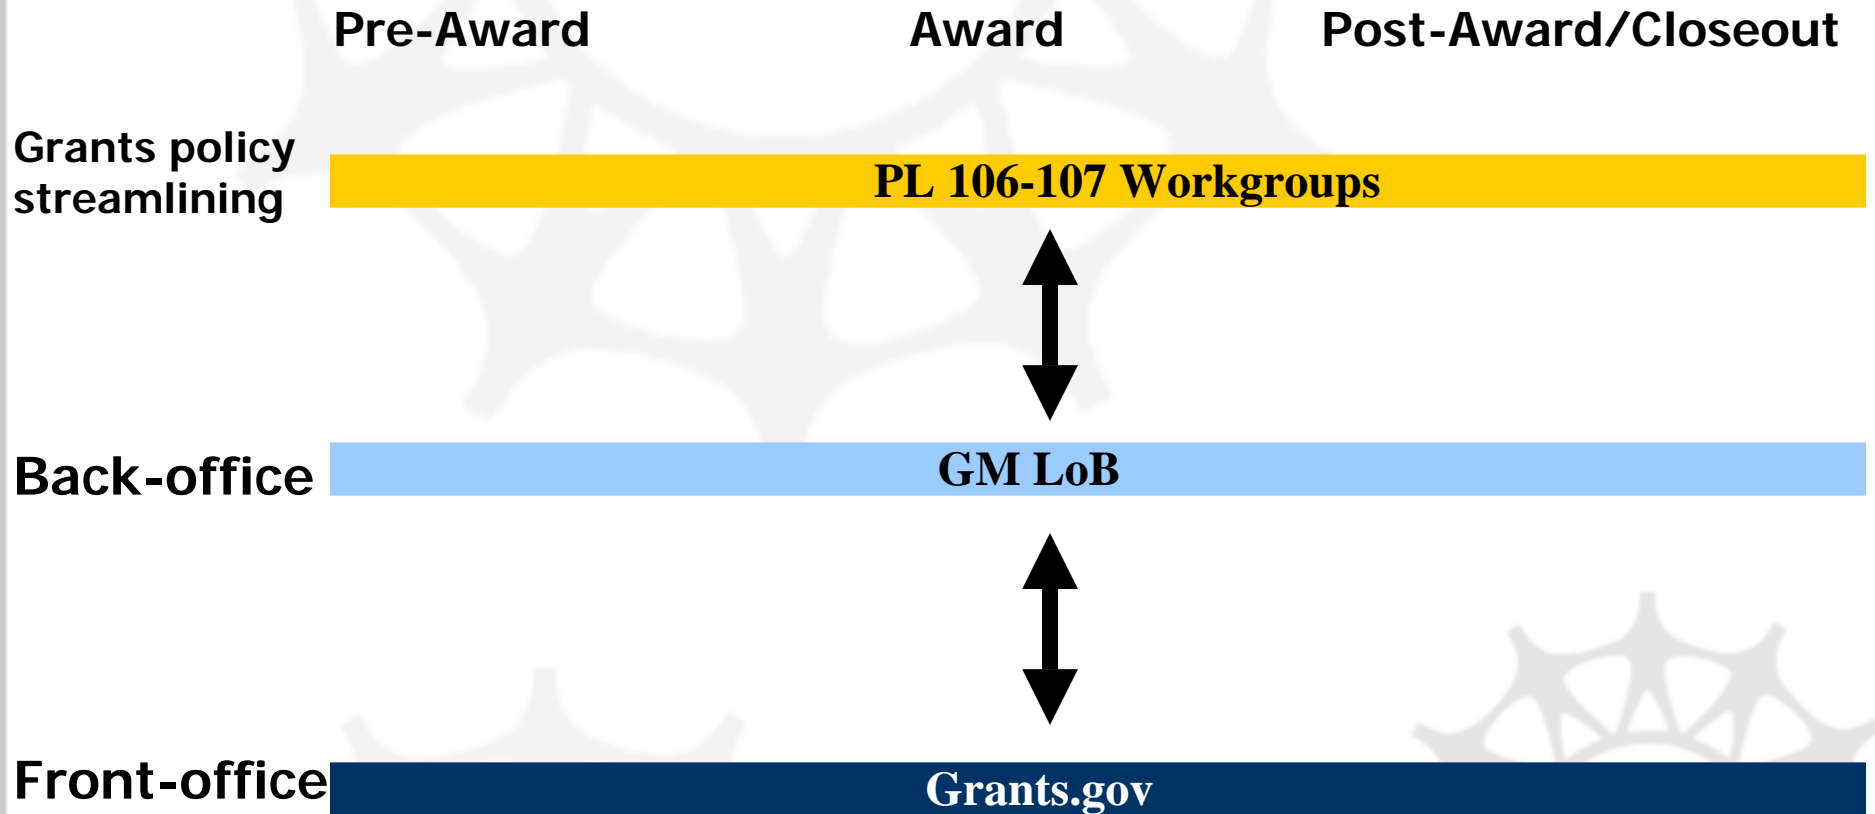 Pre-Award Award Post-Award/Closeout
Grants policy
streamlining
PL 106-107 Workgroups
Back-office
GM LoB
Front-office
Grants.gov